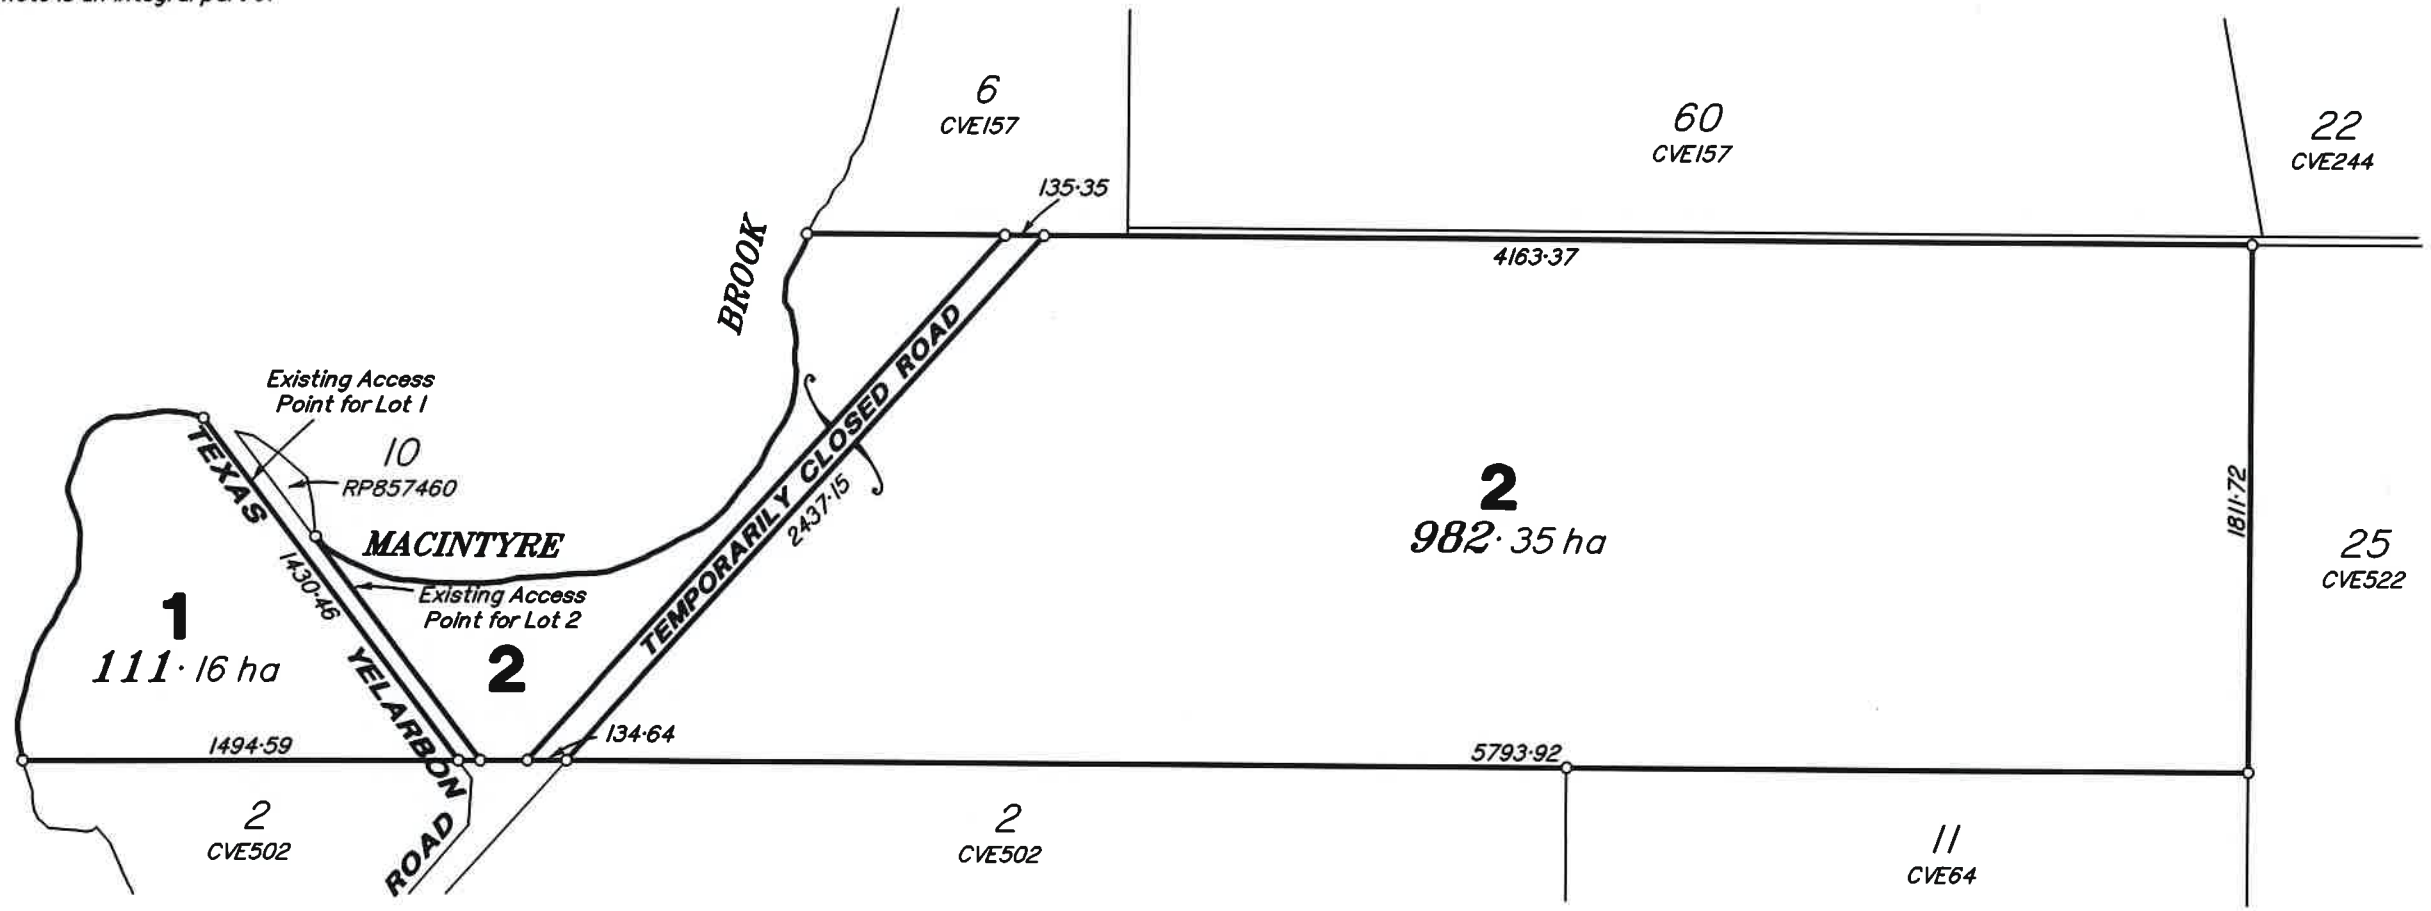 6
CVE157
60
CVE157
22
CVE244
135·35
4163·37
BROOK
TEMPORARILY CLOSED ROAD
2437·15
Existing Access
Point for Lot 1
10
RP857460
TEXAS
YELARBON
ROAD
1430·46
MACINTYRE
Existing Access
Point for Lot 2
1
111·16 ha
2
2
982·35 ha
1811·72
25
CVE522
1494·59
134·64
5793·92
2
CVE502
2
CVE502
11
CVE64